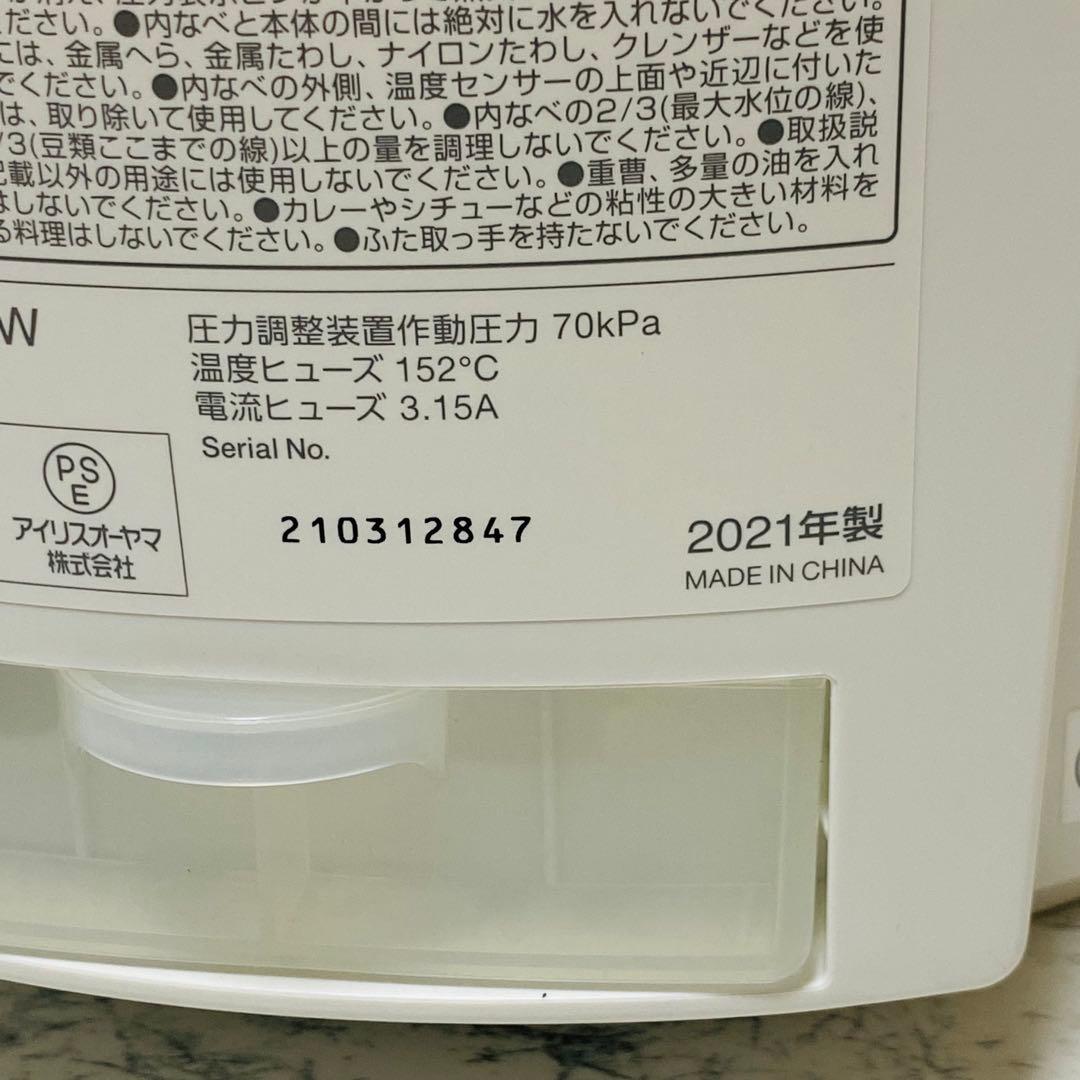 ださい。●内なべと本体の間には絶対に水を入れないでください。
には、金属へら、金属たわし、ナイロンたわし、クレンザーなどを使
でください。●内なべの外側、温度センサーの上面や近辺に付いた
は、取り除いて使用してください。●内なべの2/3(最大水位の線)、
/3(豆類ここまでの線)以上の量を調理しないでください。●取扱説
記載以外の用途には使用しないでください。●重曹、多量の油を入れ
はしないでください。●カレーやシチューなどの粘性の大きい材料を
る料理はしないでください。●ふた取っ手を持たないでください。
W
圧力調整装置作動圧力 70kPa
温度ヒューズ 152°C
電流ヒューズ 3.15A
Serial No.
PS
E
アイリスオーヤマ
株式会社
210312847
2021年製
MADE IN CHINA